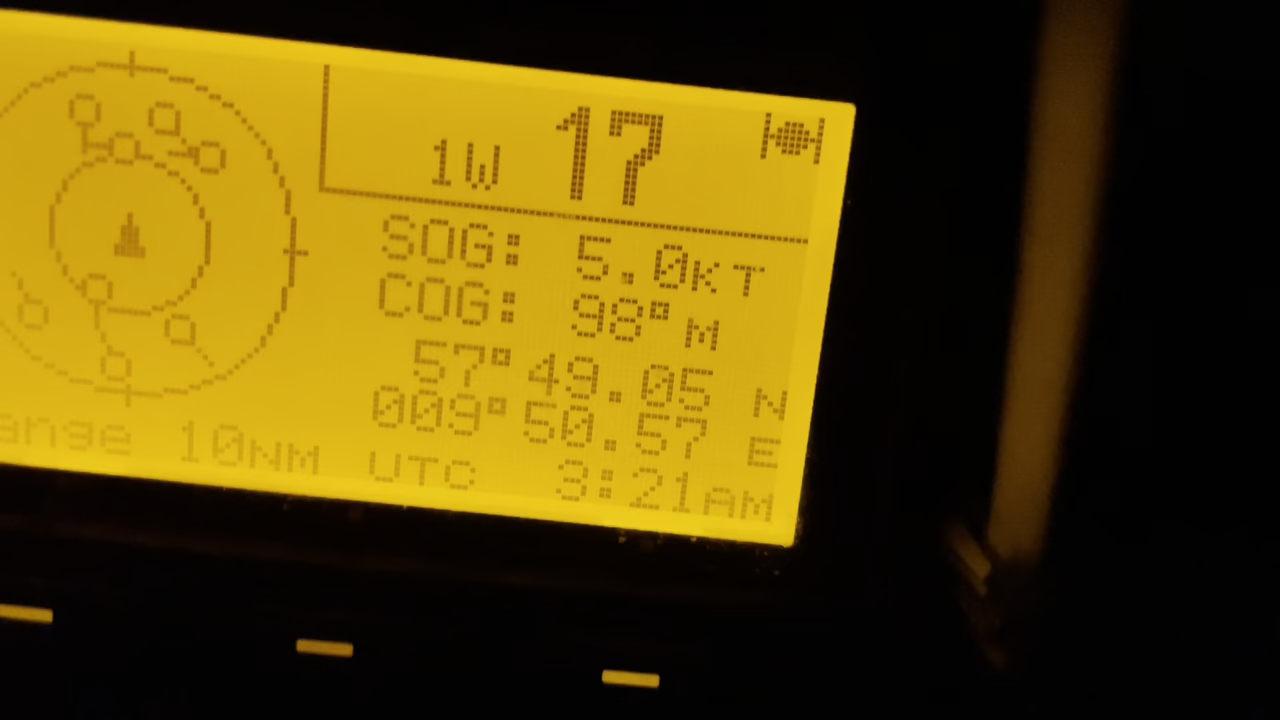 1W 17
SOG: 5.0KT
COG: 98° M
57°49.05 N
009°50.57 E
ange 10NM UTC 3:21AM